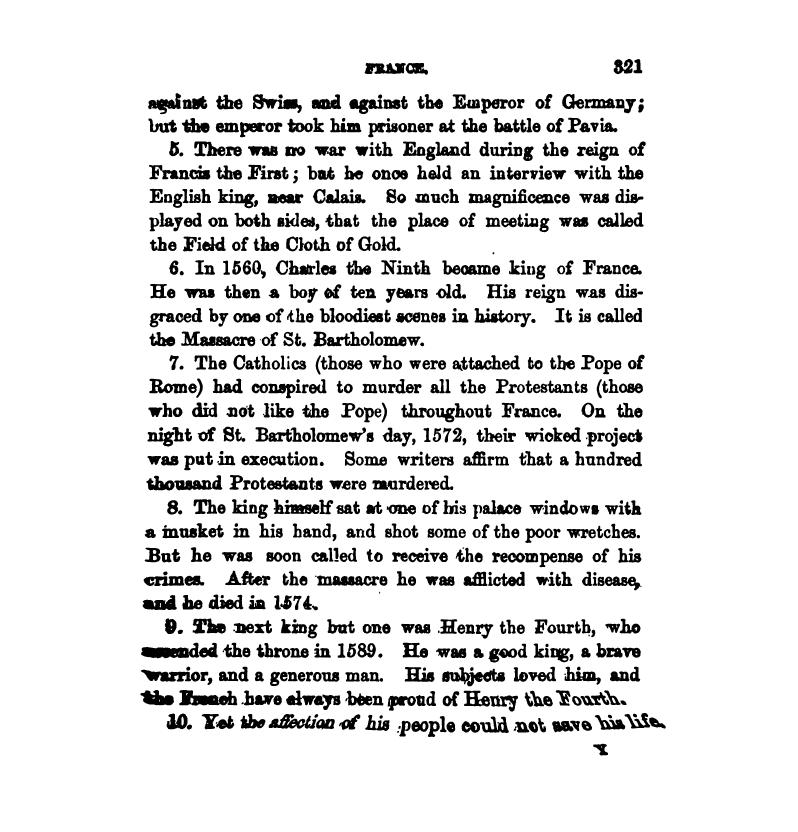 FRANCE. 321
against the Swiss, and against the Emperor of Germany;
but the emperor took him prisoner at the battle of Pavia.
5. There was no war with England during the reign of
Francis the First; but he once held an interview with the
English king, near Calais. So much magnificence was dis-
played on both sides, that the place of meeting was called
the Field of the Cloth of Gold.
6. In 1560, Charles the Ninth became king of France.
He was then a boy of ten years old. His reign was dis-
graced by one of the bloodiest scenes in history. It is called
the Massacre of St. Bartholomew.
7. The Catholics (those who were attached to the Pope of
Rome) had conspired to murder all the Protestants (those
who did not like the Pope) throughout France. On the
night of St. Bartholomew's day, 1572, their wicked project
was put in execution. Some writers affirm that a hundred
thousand Protestants were murdered.
8. The king himself sat at one of his palace windows with
a musket in his hand, and shot some of the poor wretches.
But he was soon called to receive the recompense of his
crimes. After the massacre he was afflicted with disease,
and he died in 1574.
9. The next king but one was Henry the Fourth, who
ascended the throne in 1589. He was a good king, a brave
warrior, and a generous man. His subjects loved him, and
the French have always been proud of Henry the Fourth.
10. Yet the affection of his people could not save his life.
Y